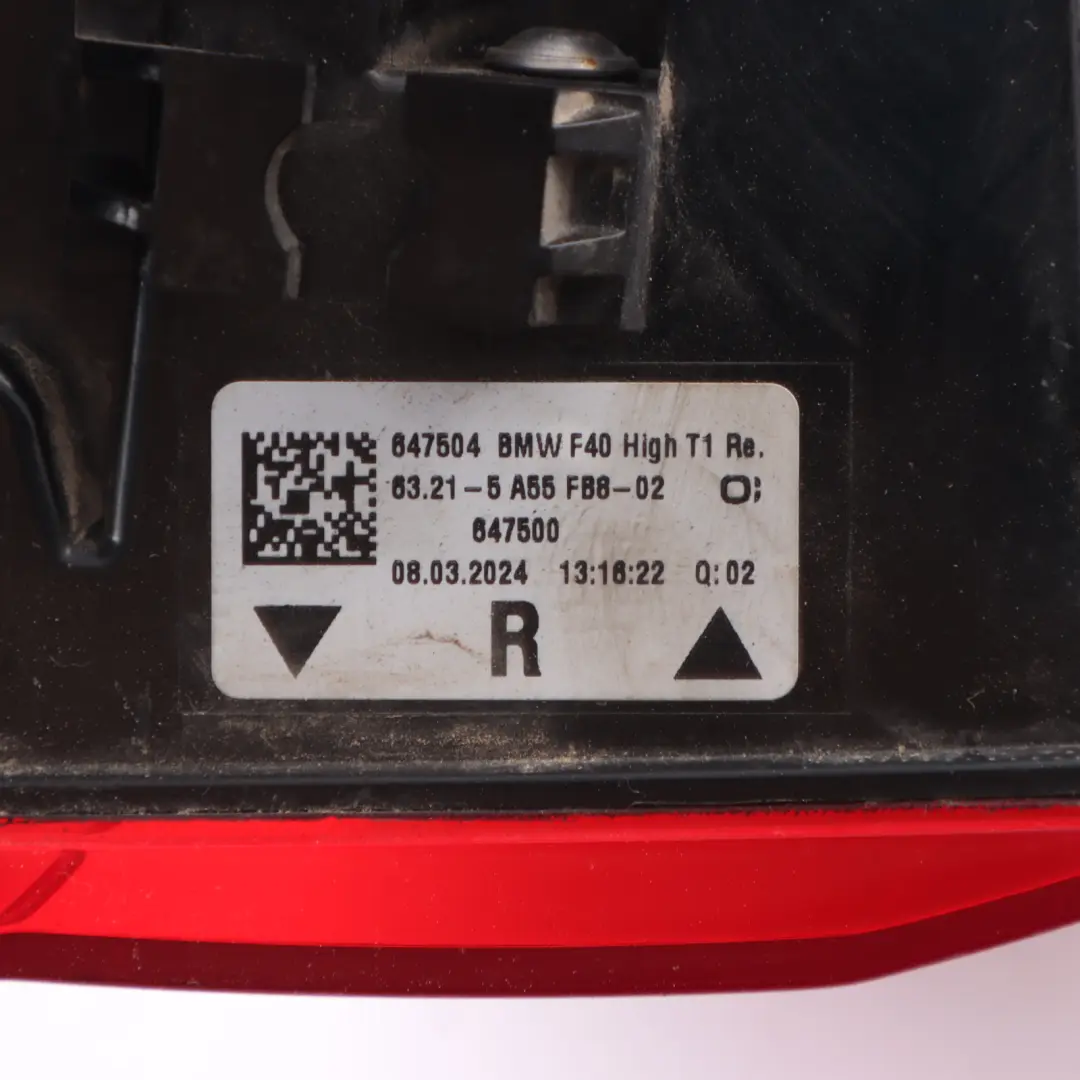 647504 BMW F40 High T1 Re.
63.21-5 A55 FB6-02 O;
647500
08.03.2024 13:16:22 Q:02
R